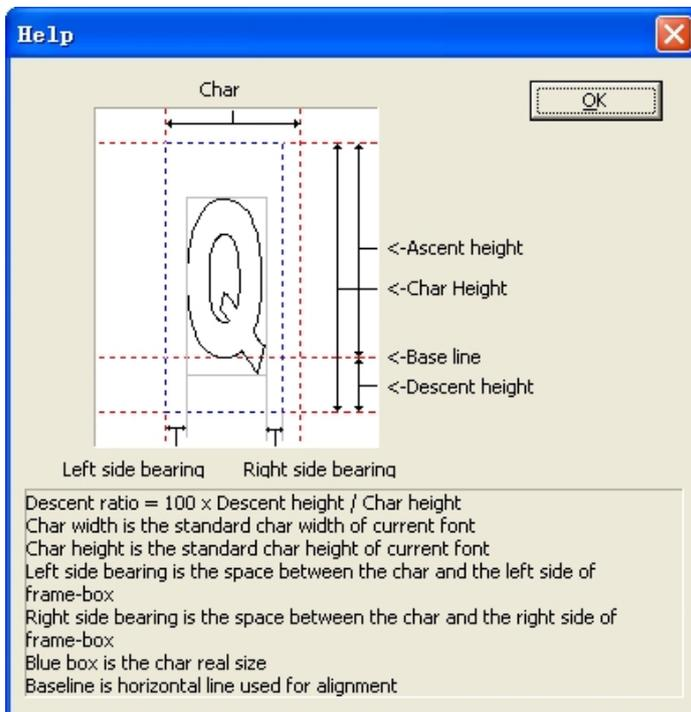 Help
Char
OK
Q
<-Ascent height
<-Char Height
<-Base line
<-Descent height
Left side bearing Right side bearing
Descent ratio = 100 x Descent height / Char height
Char width is the standard char width of current font
Char height is the standard char height of current font
Left side bearing is the space between the char and the left side of
frame-box
Right side bearing is the space between the char and the right side of
frame-box
Blue box is the char real size
Baseline is horizontal line used for alignment